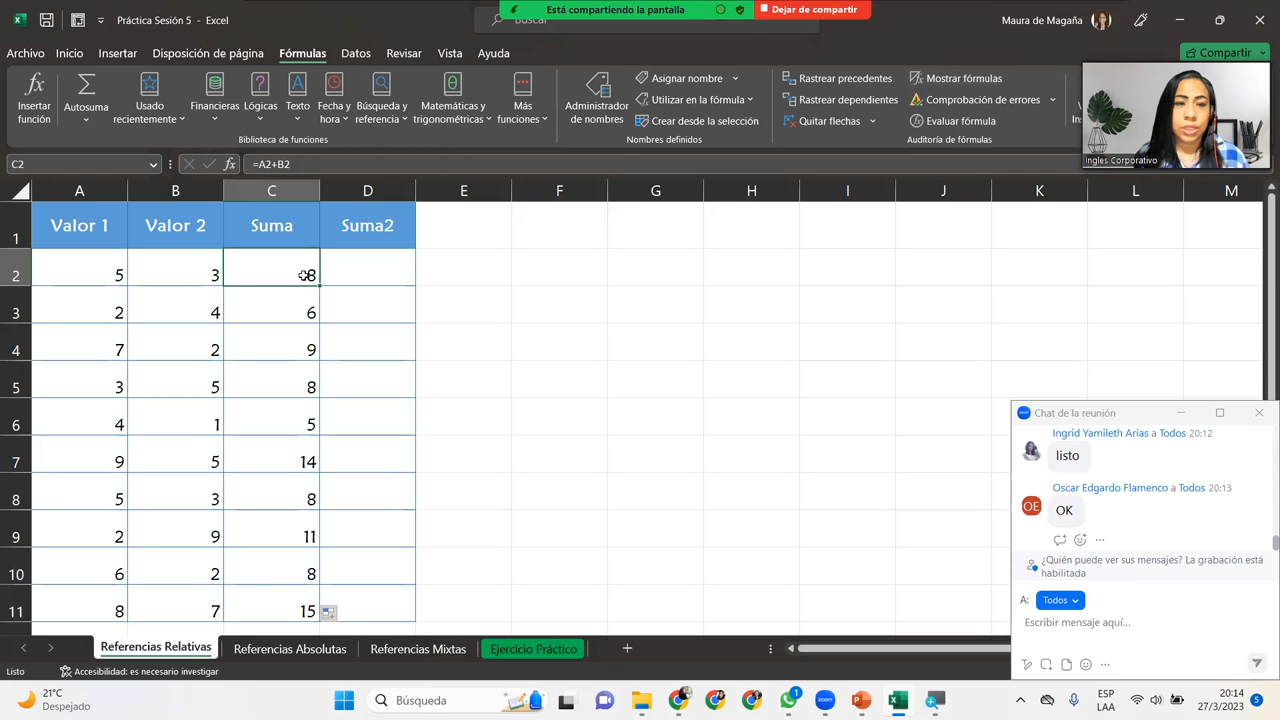 Práctica Sesión 5 - Excel
Está compartiendo la pantalla
Dejar de compartir
Buscar
Maura de Magaña
Archivo Inicio Insertar Disposición de página Fórmulas Datos Revisar Vista Ayuda
Compartir
Insertar función
Autosuma
Usado recientemente
Financieras
Lógicas
Texto
Fecha y hora
Búsqueda y referencia
Matemáticas y trigonométricas
Más funciones
Biblioteca de funciones
Administrador de nombres
Asignar nombre
Utilizar en la fórmula
Crear desde la selección
Nombres definidos
Rastrear precedentes
Rastrear dependientes
Quitar flechas
Mostrar fórmulas
Comprobación de errores
Evaluar fórmula
Auditoría de fórmulas
Ingles Corporativo
C2
fx
=A2+B2
A B C D E F G H I J K L M
1 Valor 1 Valor 2 Suma Suma2
2 5 3 8
3 2 4 6
4 7 2 9
5 3 5 8
6 4 1 5
7 9 5 14
8 5 3 8
9 2 9 11
10 6 2 8
11 8 7 15
Chat de la reunión
Ingrid Yamileth Arias a Todos 20:12
listo
Oscar Edgardo Flamenco a Todos 20:13
OE
OK
¿Quién puede ver sus mensajes? La grabación está
habilitada
A: Todos
Escribir mensaje aquí...
Referencias Relativas Referencias Absolutas Referencias Mixtas Ejercicio Práctico
Listo
Accesibilidad: es necesario investigar
21°C
Despejado
Búsqueda
zoom
1
ESP
LAA
20:14
27/3/2023
5